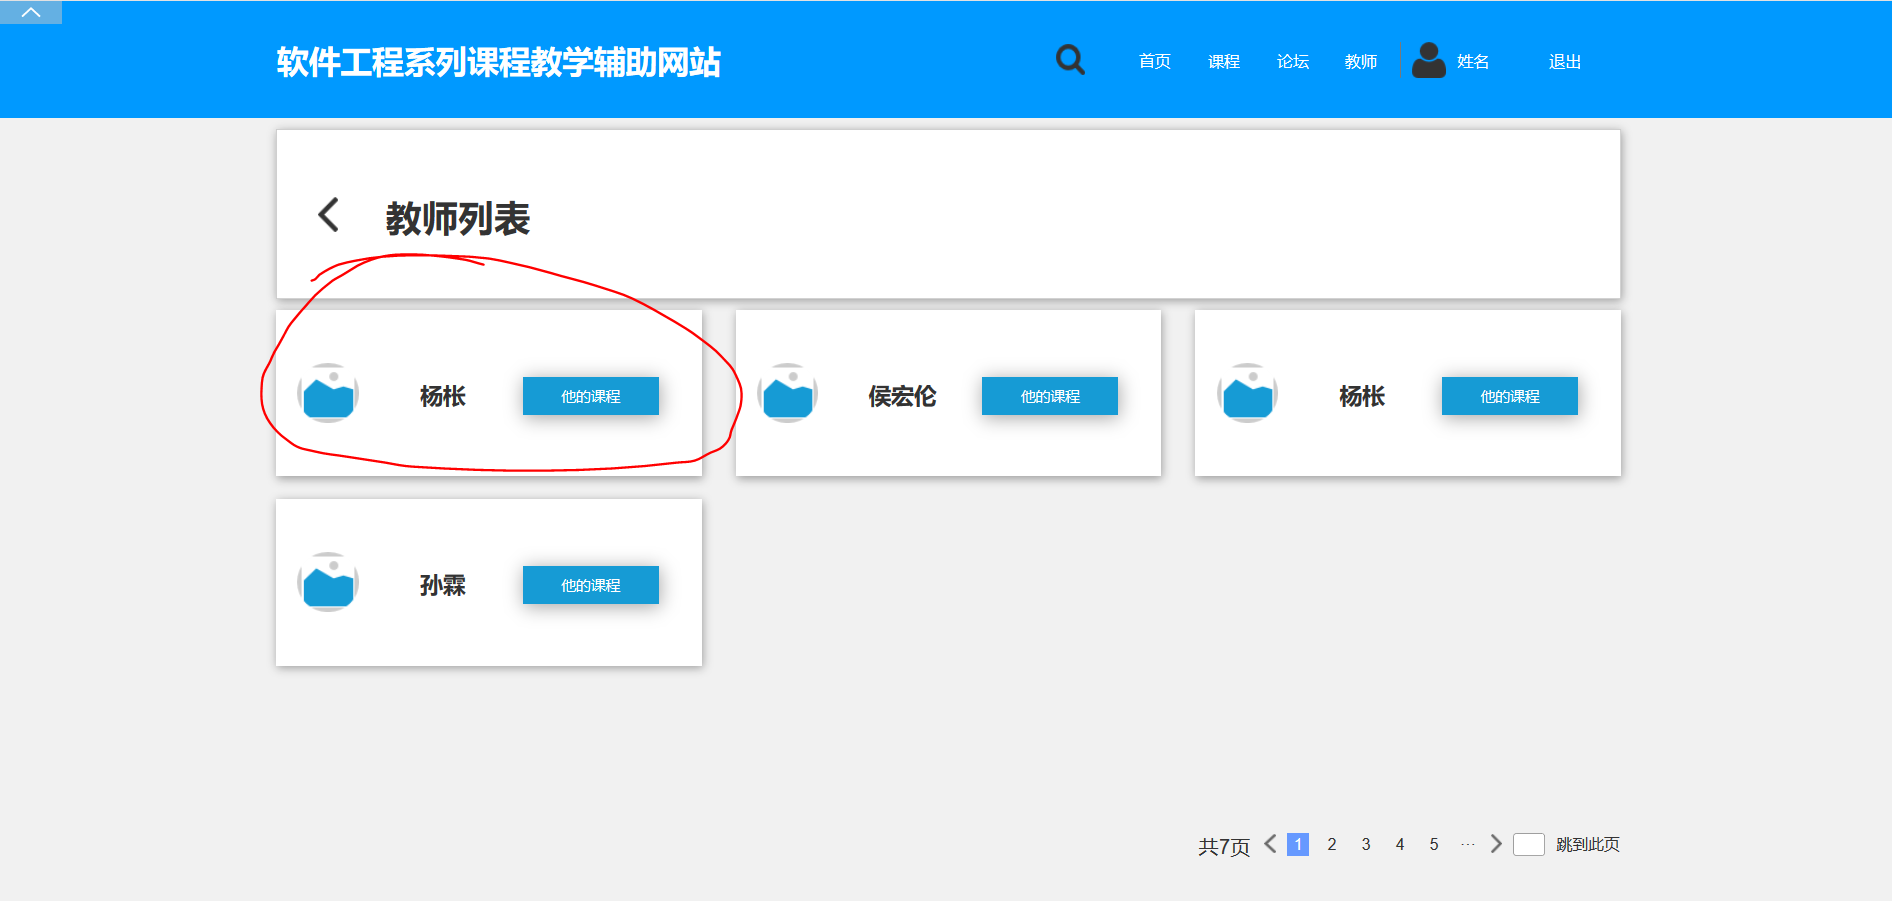 软件工程系列课程教学辅助网站
首页 课程 论坛 教师 姓名 退出
教师列表
杨枨 他的课程
侯宏伦 他的课程
杨枨 他的课程
孙霖 他的课程
共7页 1 2 3 4 5 ... 跳到此页